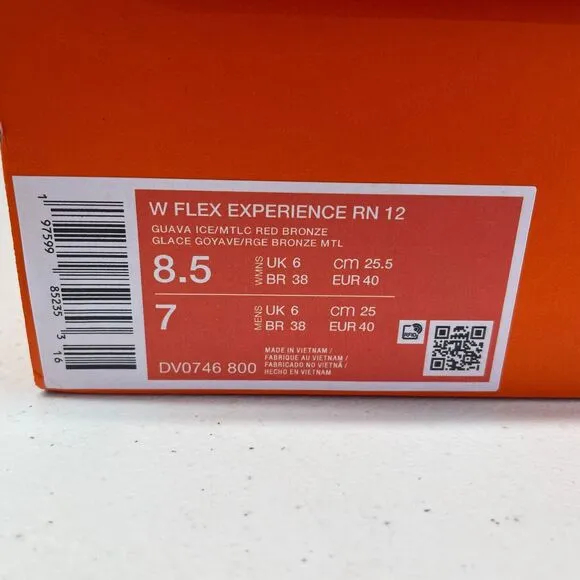 W FLEX EXPERIENCE RN 12
GUAVA ICE/MTLC RED BRONZE
GLACE GOYAVE/RGE BRONZE MTL
8.5 WMNS UK 6 CM 25.5
BR 38 EUR 40
7 MENS UK 6 CM 25
BR 38 EUR 40
DV0746 800
MADE IN VIETNAM /
FABRIQUE AU VIETNAM /
FABRICADO NO VIETNÃ /
HECHO EN VIETNAM
RFID
1 97599 85235 3 16